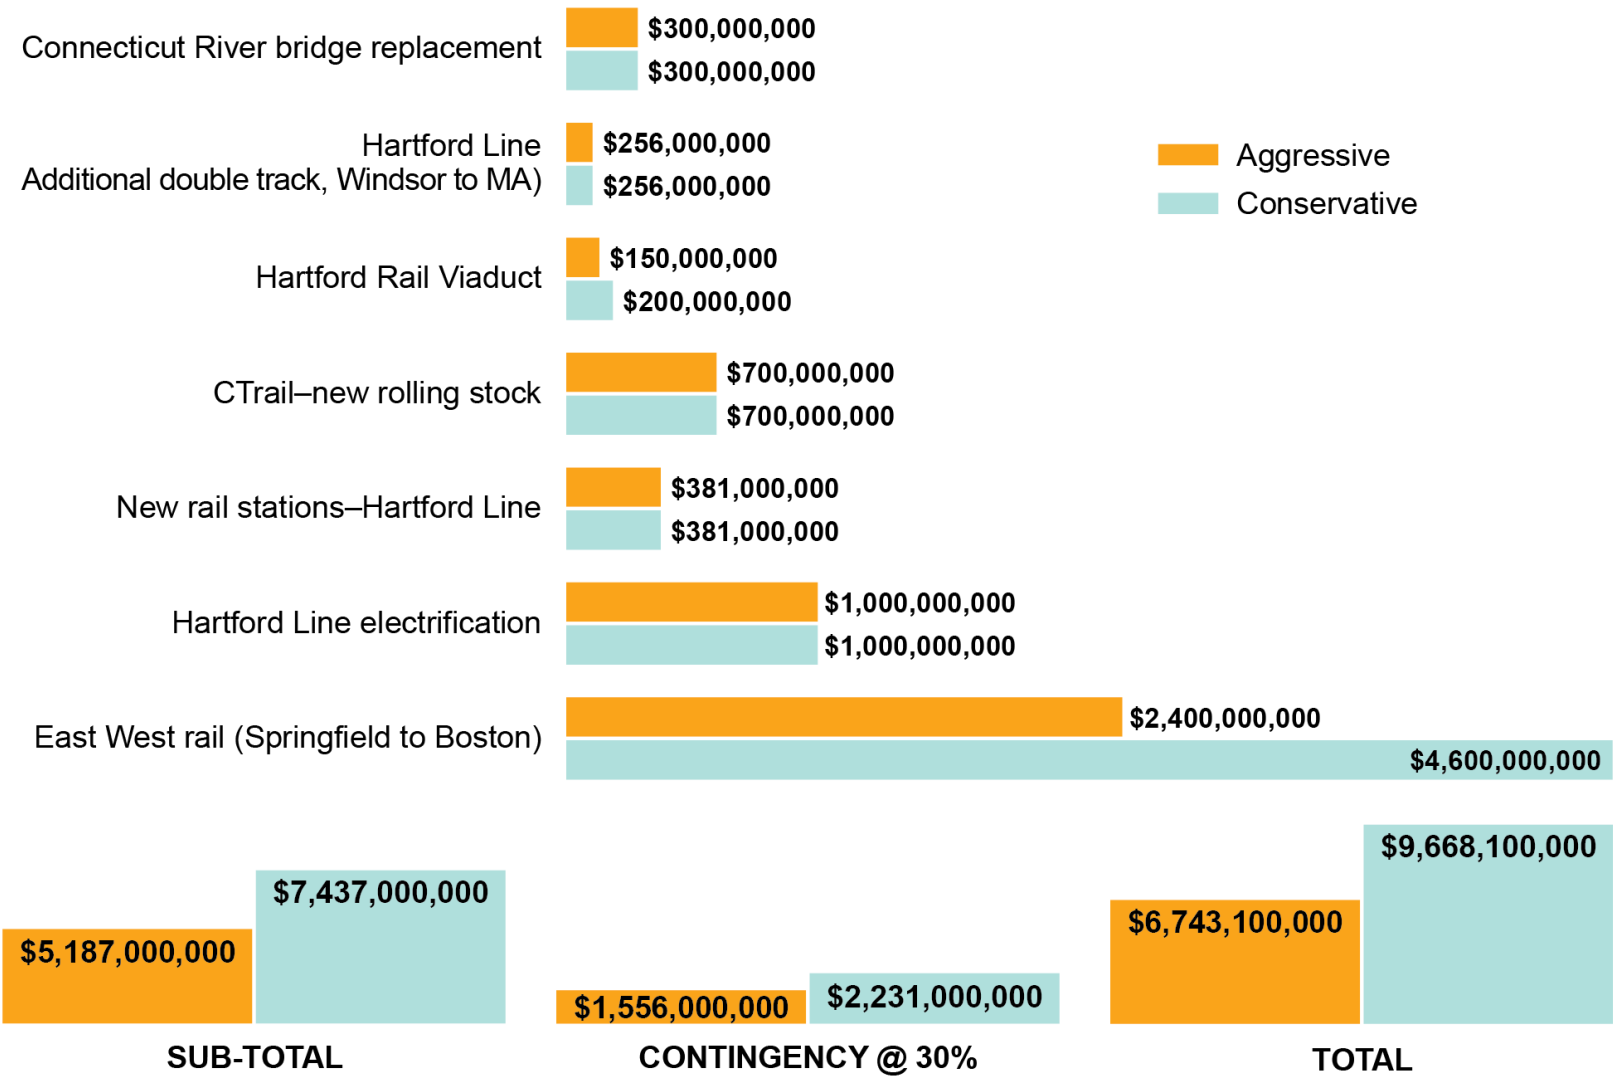 Connecticut River bridge replacement
$300,000,000
$300,000,000
Hartford Line
Additional double track, Windsor to MA)
$256,000,000
$256,000,000
Aggressive
Conservative
Hartford Rail Viaduct
$150,000,000
$200,000,000
CTrail–new rolling stock
$700,000,000
$700,000,000
New rail stations–Hartford Line
$381,000,000
$381,000,000
Hartford Line electrification
$1,000,000,000
$1,000,000,000
East West rail (Springfield to Boston)
$2,400,000,000
$4,600,000,000
$5,187,000,000
$7,437,000,000
SUB-TOTAL
$1,556,000,000
$2,231,000,000
CONTINGENCY @ 30%
$6,743,100,000
$9,668,100,000
TOTAL